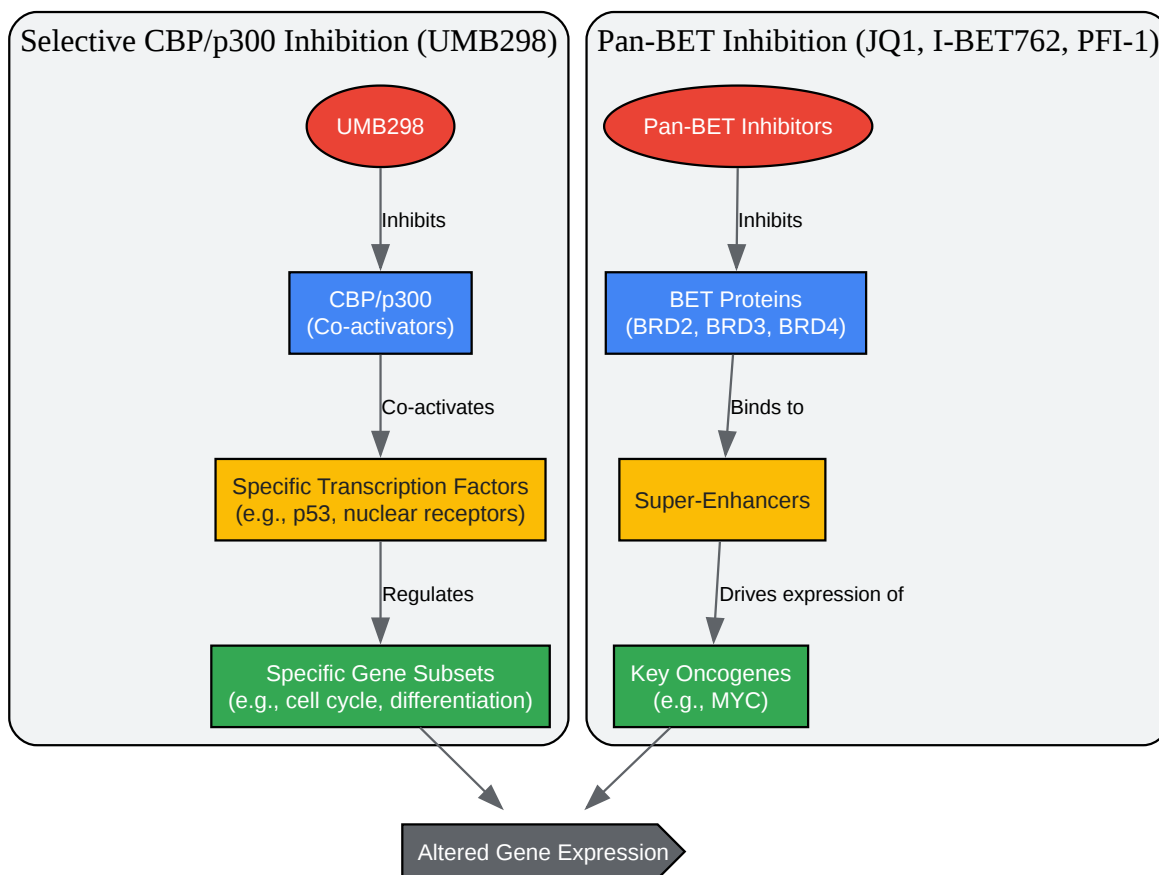 Selective CBP/p300 Inhibition (UMB298)
UMB298
Inhibits
CBP/p300
(Co-activators)
Co-activates
Specific Transcription Factors
(e.g., p53, nuclear receptors)
Regulates
Specific Gene Subsets
(e.g., cell cycle, differentiation)
Pan-BET Inhibition (JQ1, I-BET762, PFI-1)
Pan-BET Inhibitors
Inhibits
BET Proteins
(BRD2, BRD3, BRD4)
Binds to
Super-Enhancers
Drives expression of
Key Oncogenes
(e.g., MYC)
Altered Gene Expression